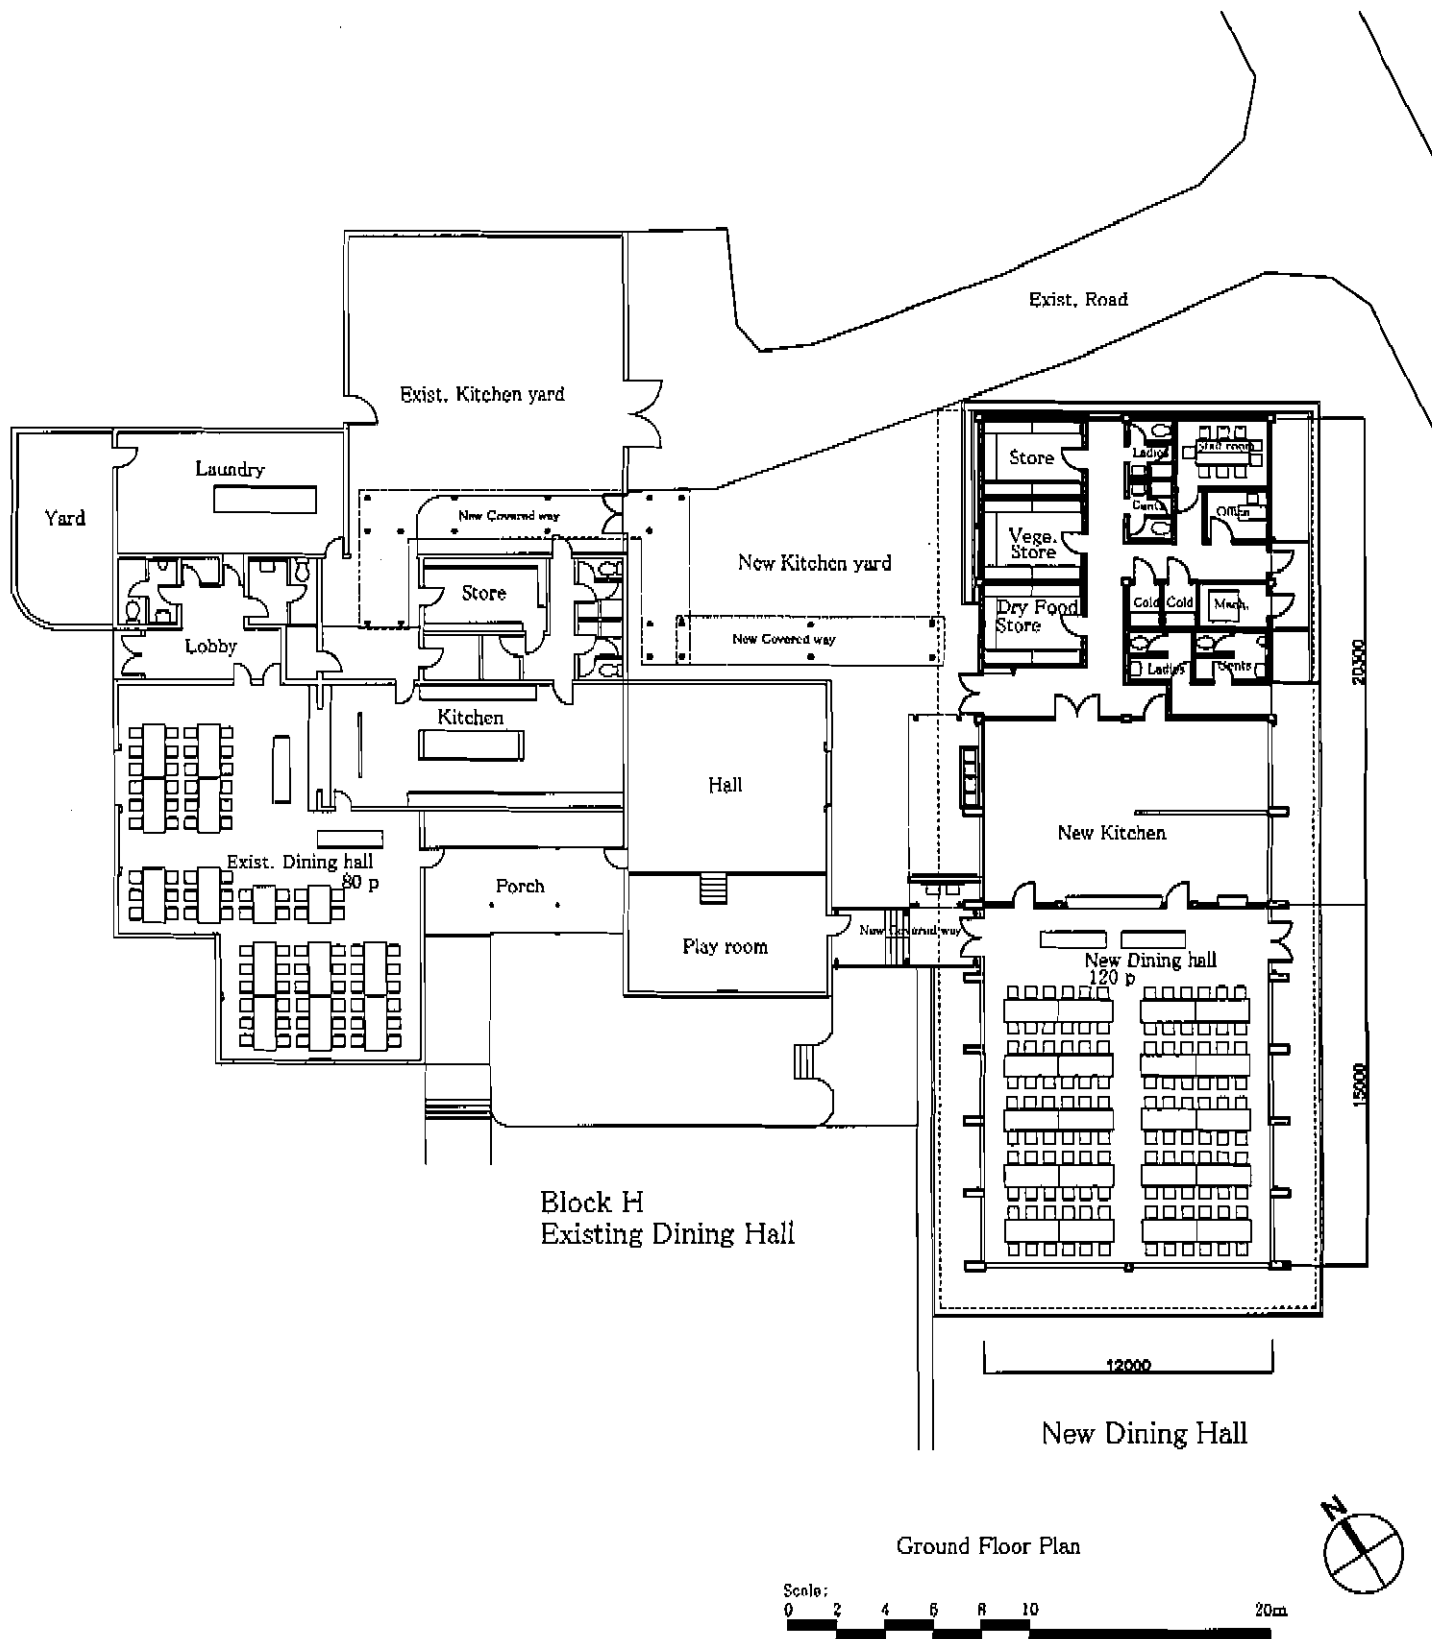 Exist. Road
Exist. Kitchen yard
Laundry
Yard
New Covered way
Store
Lobby
Kitchen
New Kitchen yard
New Covered way
Hall
Exist. Dining hall
80 p
Porch
Play room
New Covered way
Store
Vege.
Store
Dry Food
Store
Ladies
Gents
Staff room
Office
Cold
Cold
Mach.
Ladies
Gents
New Kitchen
New Dining hall
120 p
20300
15000
12000
Block H
Existing Dining Hall
New Dining Hall
N
Ground Floor Plan
Scale:
0 2 4 6 8 10 20m